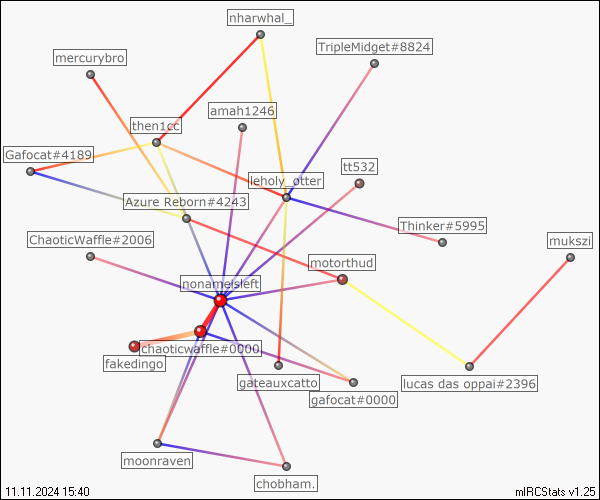 nharwhal_
TripleMidget#8824
mercurybro
amah1246
then1cc
Gafocat#4189
tt532
leholy_otter
Azure Reborn#4243
Thinker#5995
ChaoticWaffle#2006
mukszi
motorthud
nonameisleft
chaoticwaffle#0000
fakedingo
gateauxcatto
lucas das oppai#2396
gafocat#0000
moonraven
chobham.
11.11.2024 15:40
mIRCStats v1.25